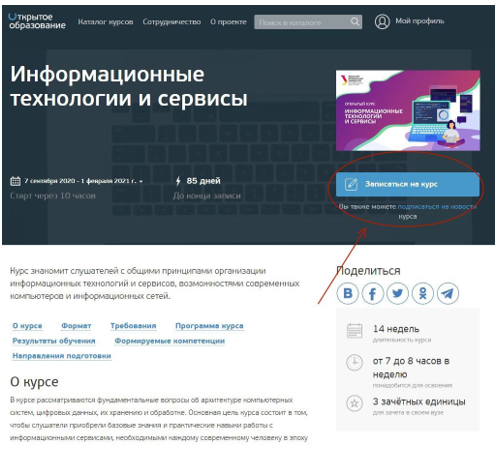 Открытое
образование
Каталог курсов Сотрудничество О проекте Поиск в каталоге Мой профиль
Информационные
технологии и сервисы
ОТКРЫТЫЙ КУРС
ИНФОРМАЦИОННЫЕ
ТЕХНОЛОГИИ
И СЕРВИСЫ
7 сентября 2020 - 1 февраля 2021 г.
Старт через 10 часов
85 дней
До конца записи
Записаться на курс
Вы также можете подписаться на новости
курса
Курс знакомит слушателей с общими принципами организации
информационных технологий и сервисов, возможностями современных
компьютеров и информационных сетей.
О курсе Формат Требования Программа курса
Результаты обучения Формируемые компетенции
Направления подготовки
О курсе
В курсе рассматриваются фундаментальные вопросы об архитектуре компьютерных
систем, цифровых данных, их хранению и обработке. Основная цель курса состоит в том,
чтобы слушатели приобрели базовые знания и практические навыки работы с
информационными сервисами, необходимыми каждому современному человеку в эпоху
Поделиться
14 недель
длительность курса
от 7 до 8 часов в
неделю
понадобится для освоения
3 зачётных единицы
для зачета в своем вузе